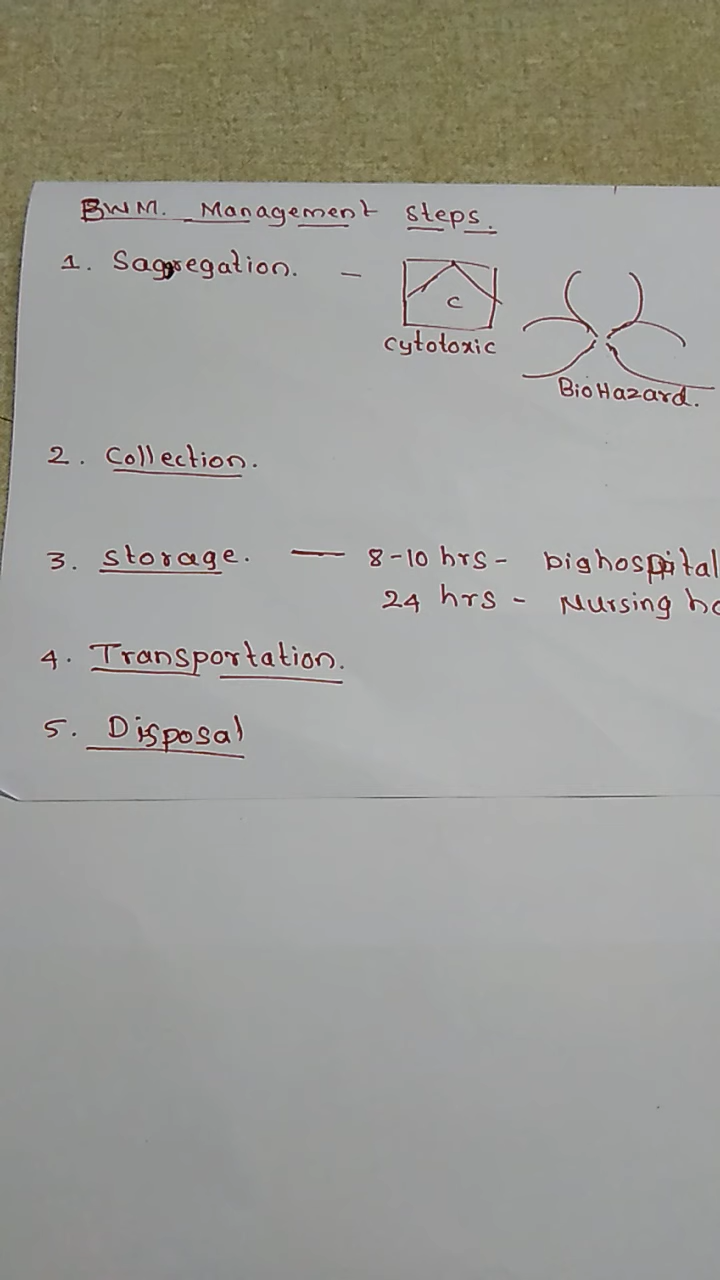 BWM. Management steps.
1. Saggregation. -
C
cytotoxic
BioHazard.
2. Collection.
3. storage. — 8-10 hrs - bighospital
24 hrs - Nursing
4. Transportation.
5. Disposal